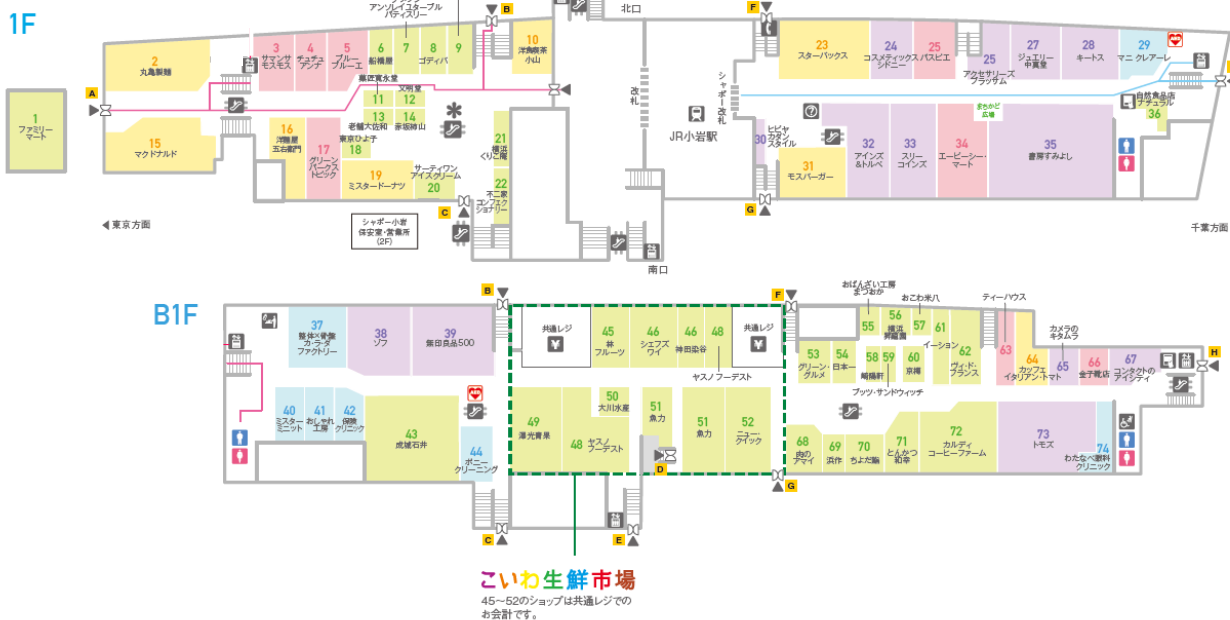 1F
アンソレイユターブル
パティスリー
B
北口
F
2
丸亀製麺
3
サマンサ
モスモス
4
チュチュ
アンナ
5
ブルー
ブルーエ
6
船橋屋
7
8
ゴディバ
9
10
洋食喫茶
小山
23
スターバックス
24
コスメティックス
シドニー
25
パスピエ
25
アクセサリーズ
ブラッサム
27
ジュエリー
中真堂
28
キートス
29
マニ クレアーレ
AED
A
1
ファミリー
マート
菓匠寛永堂
11
文明堂
12
13
老舗大佐和
14
赤坂柿山
改札
シャポー改札
JR小岩駅
まちかど
広場
自然食品店
ナチュラル
36
15
マクドナルド
16
洋麺屋
五右衛門
17
グリーン
パークス
トピック
東京ひよ子
18
19
ミスタードーナツ
サーティワン
アイスクリーム
20
21
横浜
くりこ庵
22
不二家
コンフェク
ショナリー
30
ヒビヤ
カダン
スタイル
31
モスバーガー
32
アインズ
&トルペ
33
スリー
コインズ
34
エービーシー・
マート
35
書房すみよし
C
G
東京方面
シャポー小岩
保安室・営業所
(2F)
南口
千葉方面
B1F
B
F
37
整体×骨盤
カ・ラ・ダ
ファクトリー
38
ソフ
39
無印良品500
共通レジ
¥
45
林
フルーツ
46
シェフズ
ワイ
46
神田染谷
48
ヤスノフーデスト
共通レジ
¥
おばんざい工房
まつおか
55
56
横浜
おこわ米八
57
61
イーション
53
グリーン・
グルメ
54
日本一
58
崎陽軒
59
ブッツ・サンドウィッチ
60
京樽
62
ヴィ・ド・
フランス
ティーハウス
63
64
カッフェ
イタリアン・トマト
カメラの
キタムラ
65
66
金子靴店
67
コンタクトの
アイシティ
H
40
ミスター
ミニット
41
おしゃれ
工房
42
保険
クリニック
43
成城石井
AED
44
ポニー
クリーニング
49
澤光青果
48
ヤスノ
フーデスト
50
大川水産
51
魚力
D
51
魚力
52
ニュー・
クイック
68
肉の
アマイ
69
浜作
70
ちよだ鮨
71
とんかつ
和幸
72
カルディ
コーヒーファーム
73
トモズ
74
わたなべ眼科
クリニック
G
C
E
こいわ生鮮市場
45~52のショップは共通レジでの
お会計です。